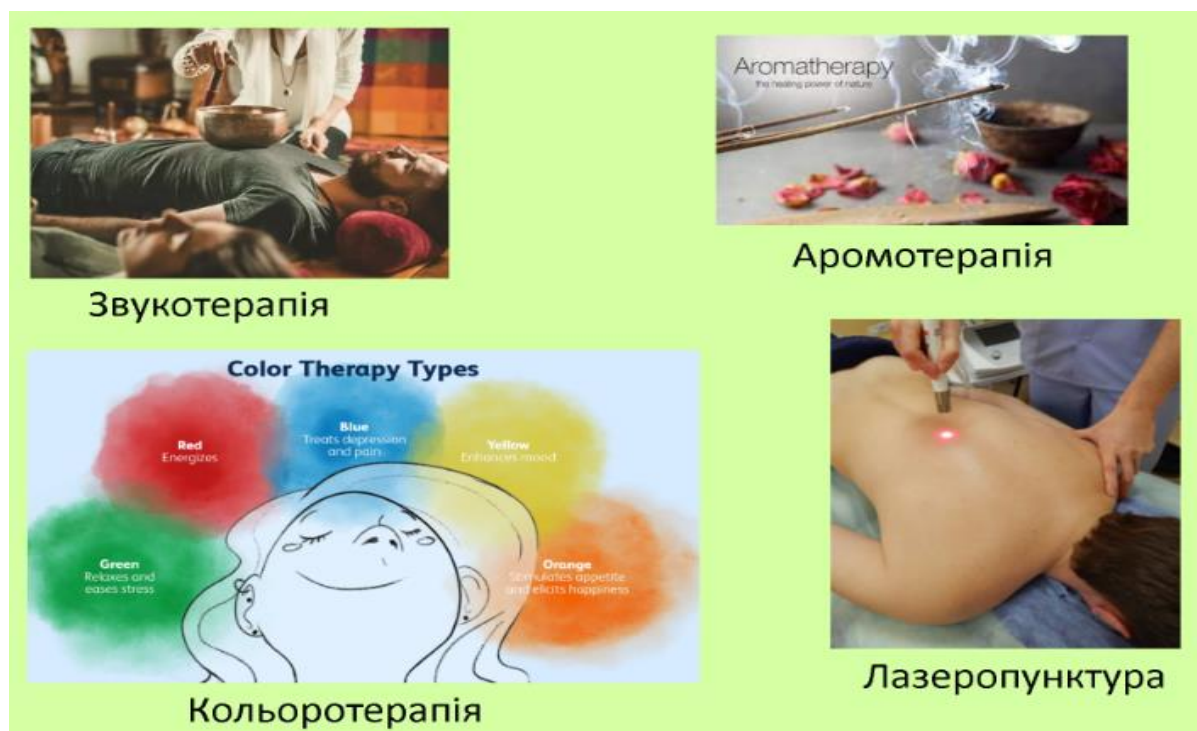 Aromatherapy
the healing power of nature
Аромотерапія
Звукотерапія
Color Therapy Types
Red
Energizes
Blue
Treats depression
and pain
Yellow
Enhances mood
Green
Relaxes and
eases stress
Orange
Stimulates appetite
and elicits happiness
Кольоротерапія
Лазеропунктура